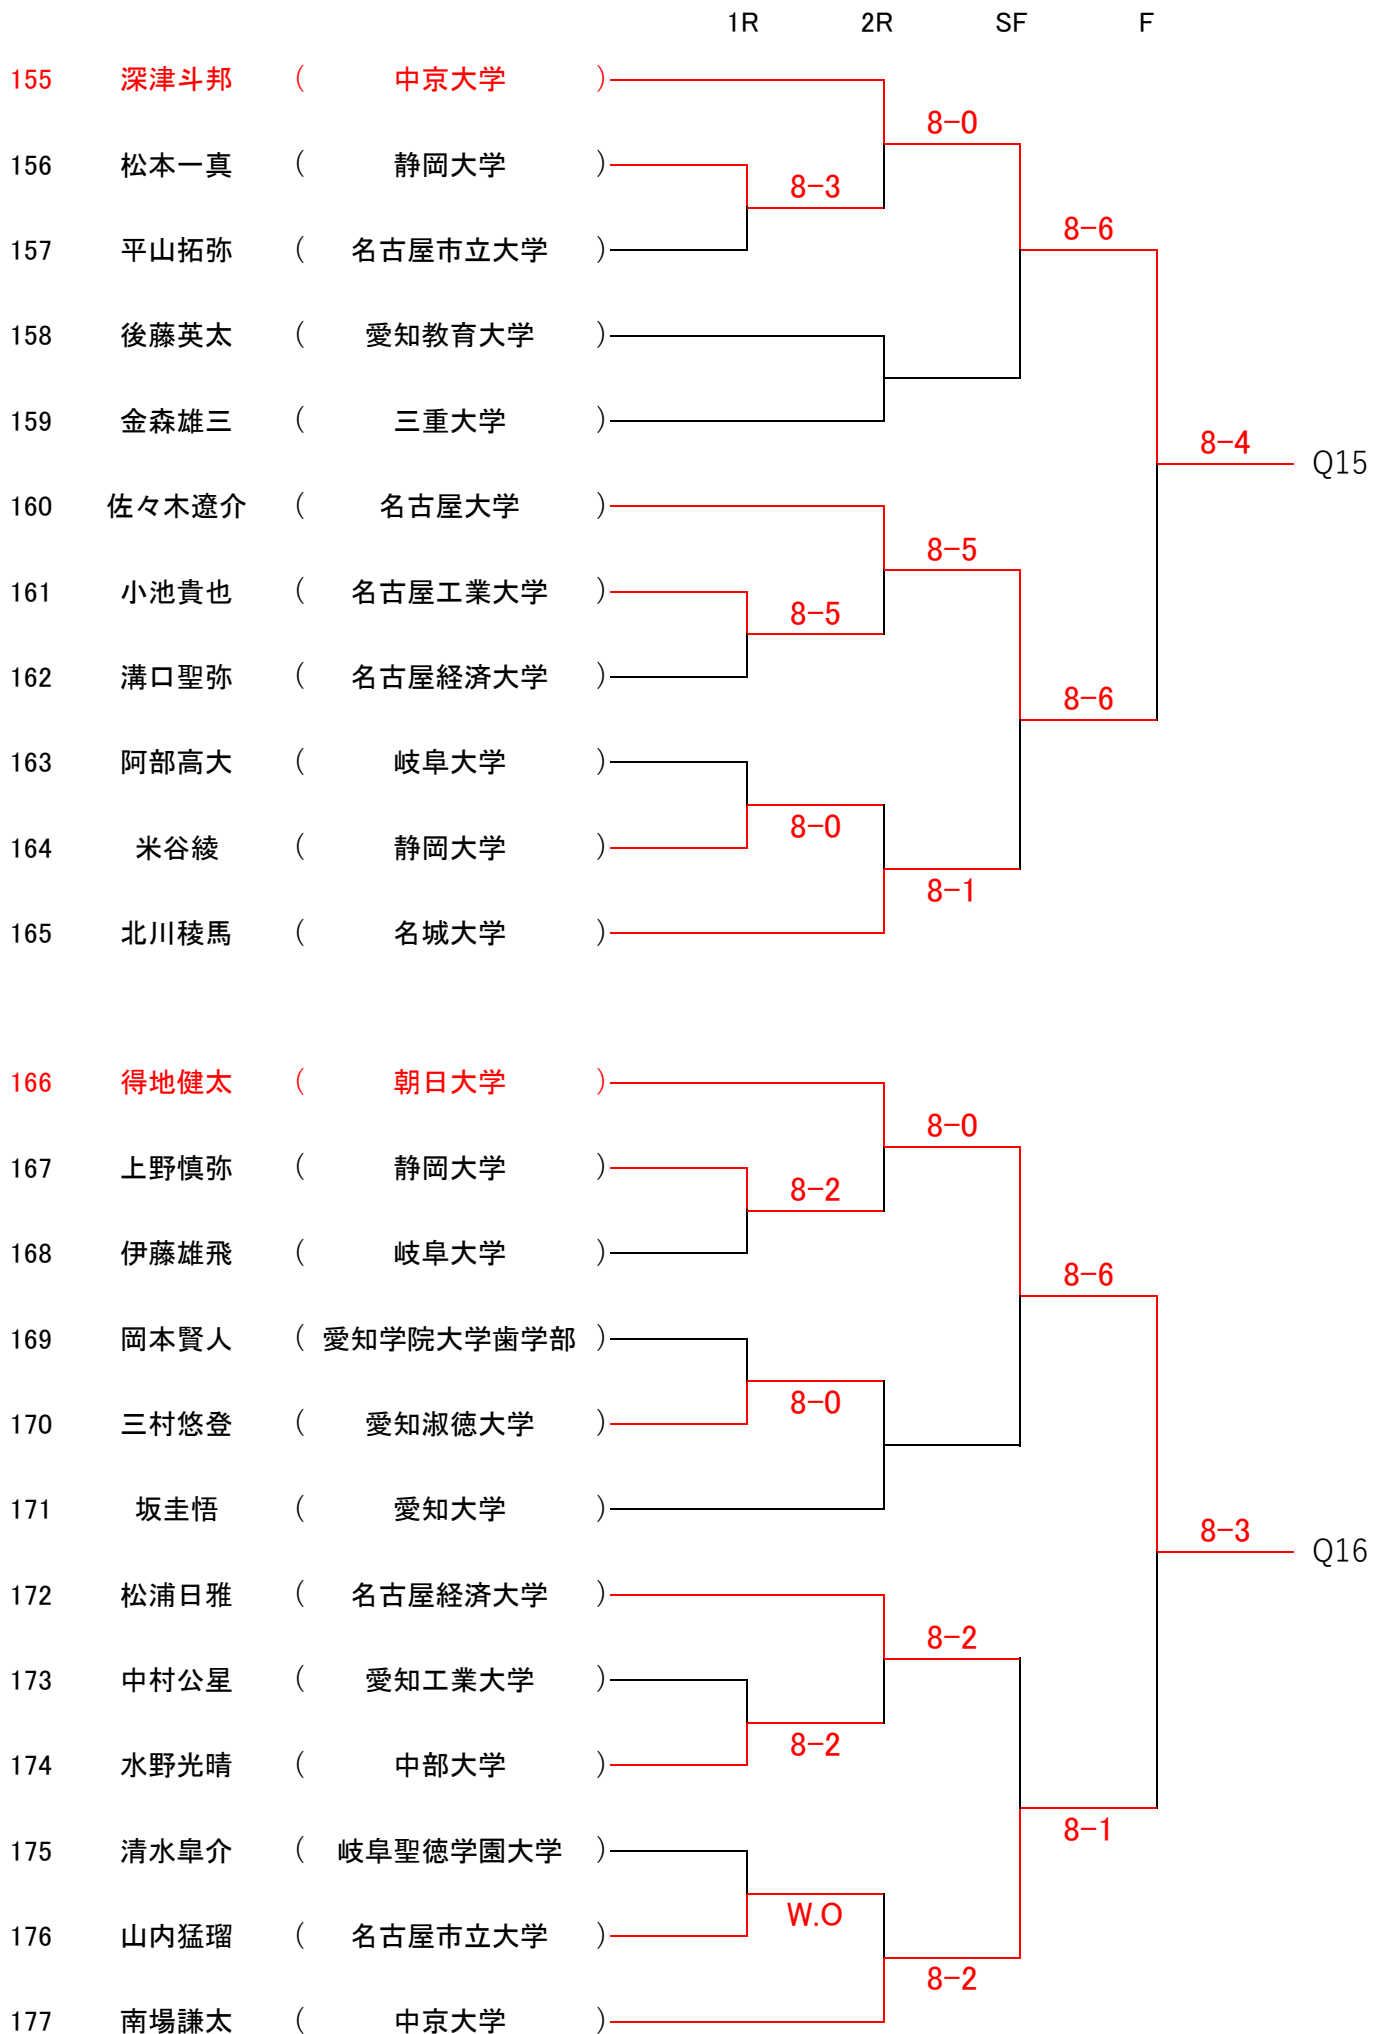 1R 2R SF F
155 深津斗邦 ( 中京大学 )
8-0
156 松本一真 ( 静岡大学 )
8-3
8-6
157 平山拓弥 ( 名古屋市立大学 )
158 後藤英太 ( 愛知教育大学 )
159 金森雄三 ( 三重大学 )
8-4 Q15
160 佐々木遼介 ( 名古屋大学 )
8-5
161 小池貴也 ( 名古屋工業大学 )
8-5
162 溝口聖弥 ( 名古屋経済大学 )
8-6
163 阿部高大 ( 岐阜大学 )
8-0
164 米谷綾 ( 静岡大学 )
8-1
165 北川稜馬 ( 名城大学 )
166 得地健太 ( 朝日大学 )
8-0
167 上野慎弥 ( 静岡大学 )
8-2
168 伊藤雄飛 ( 岐阜大学 )
8-6
169 岡本賢人 ( 愛知学院大学歯学部 )
8-0
170 三村悠登 ( 愛知淑徳大学 )
171 坂圭悟 ( 愛知大学 )
8-3 Q16
172 松浦日雅 ( 名古屋経済大学 )
8-2
173 中村公星 ( 愛知工業大学 )
8-2
174 水野光晴 ( 中部大学 )
8-1
175 清水皐介 ( 岐阜聖徳学園大学 )
W.O
176 山内猛瑠 ( 名古屋市立大学 )
8-2
177 南場謙太 ( 中京大学 )